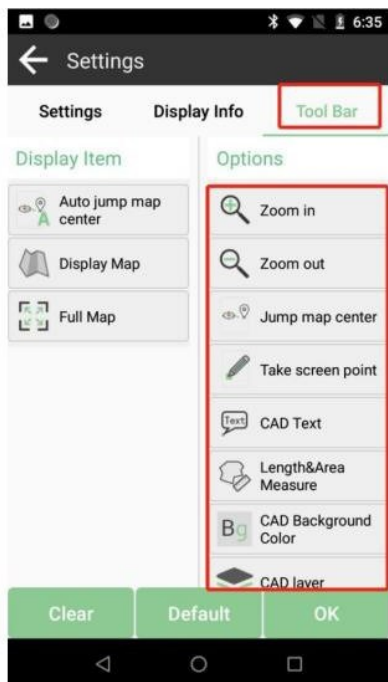 6:35
Settings
Settings Display Info Tool Bar
Display Item
Options
Auto jump map
center
Display Map
Full Map
Zoom in
Zoom out
Jump map center
Take screen point
Text
CAD Text
Length&Area
Measure
Bg
CAD Background
Color
CAD layer
Clear Default OK